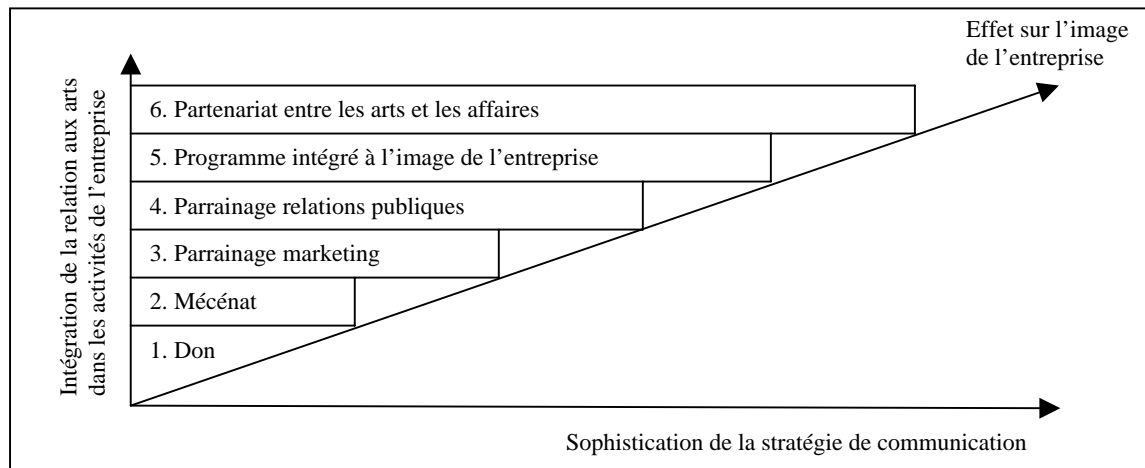 Effet sur l’image
de l’entreprise
Intégration de la relation aux arts
dans les activités de l’entreprise
6. Partenariat entre les arts et les affaires
5. Programme intégré à l’image de l’entreprise
4. Parrainage relations publiques
3. Parrainage marketing
2. Mécénat
1. Don
Sophistication de la stratégie de communication